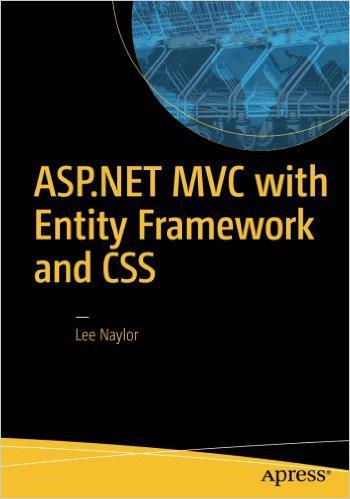 ASP.NET MVC with
Entity Framework
and CSS
—
Lee Naylor
Apress®